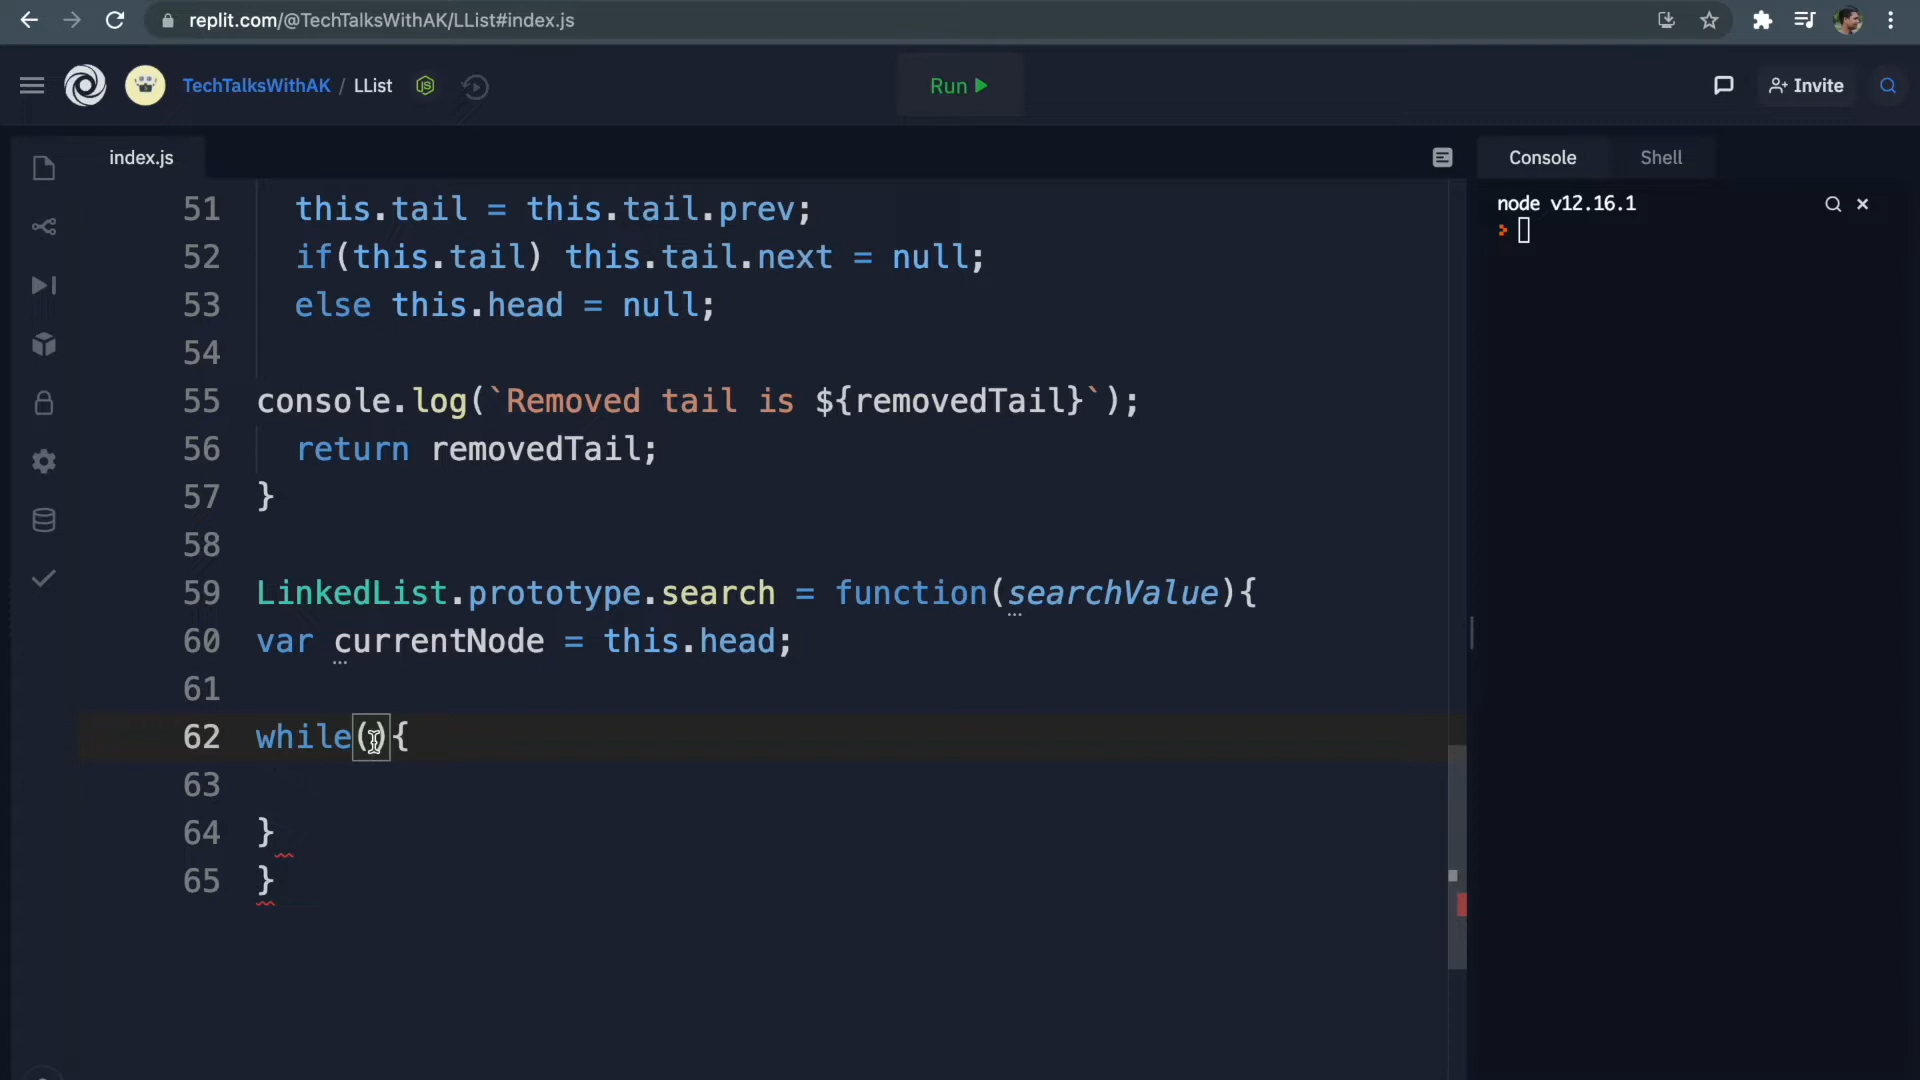 replit.com/@TechTalksWithAK/LList#index.js
TechTalksWithAK / LList
Run
Invite
index.js
Console
Shell
51 this.tail = this.tail.prev;
52 if(this.tail) this.tail.next = null;
53 else this.head = null;
54
55 console.log(`Removed tail is ${removedTail}`);
56 return removedTail;
57 }
58
59 LinkedList.prototype.search = function(searchValue){
60 var currentNode = this.head;
61
62 while(){
63
64 }
65 }
node v12.16.1